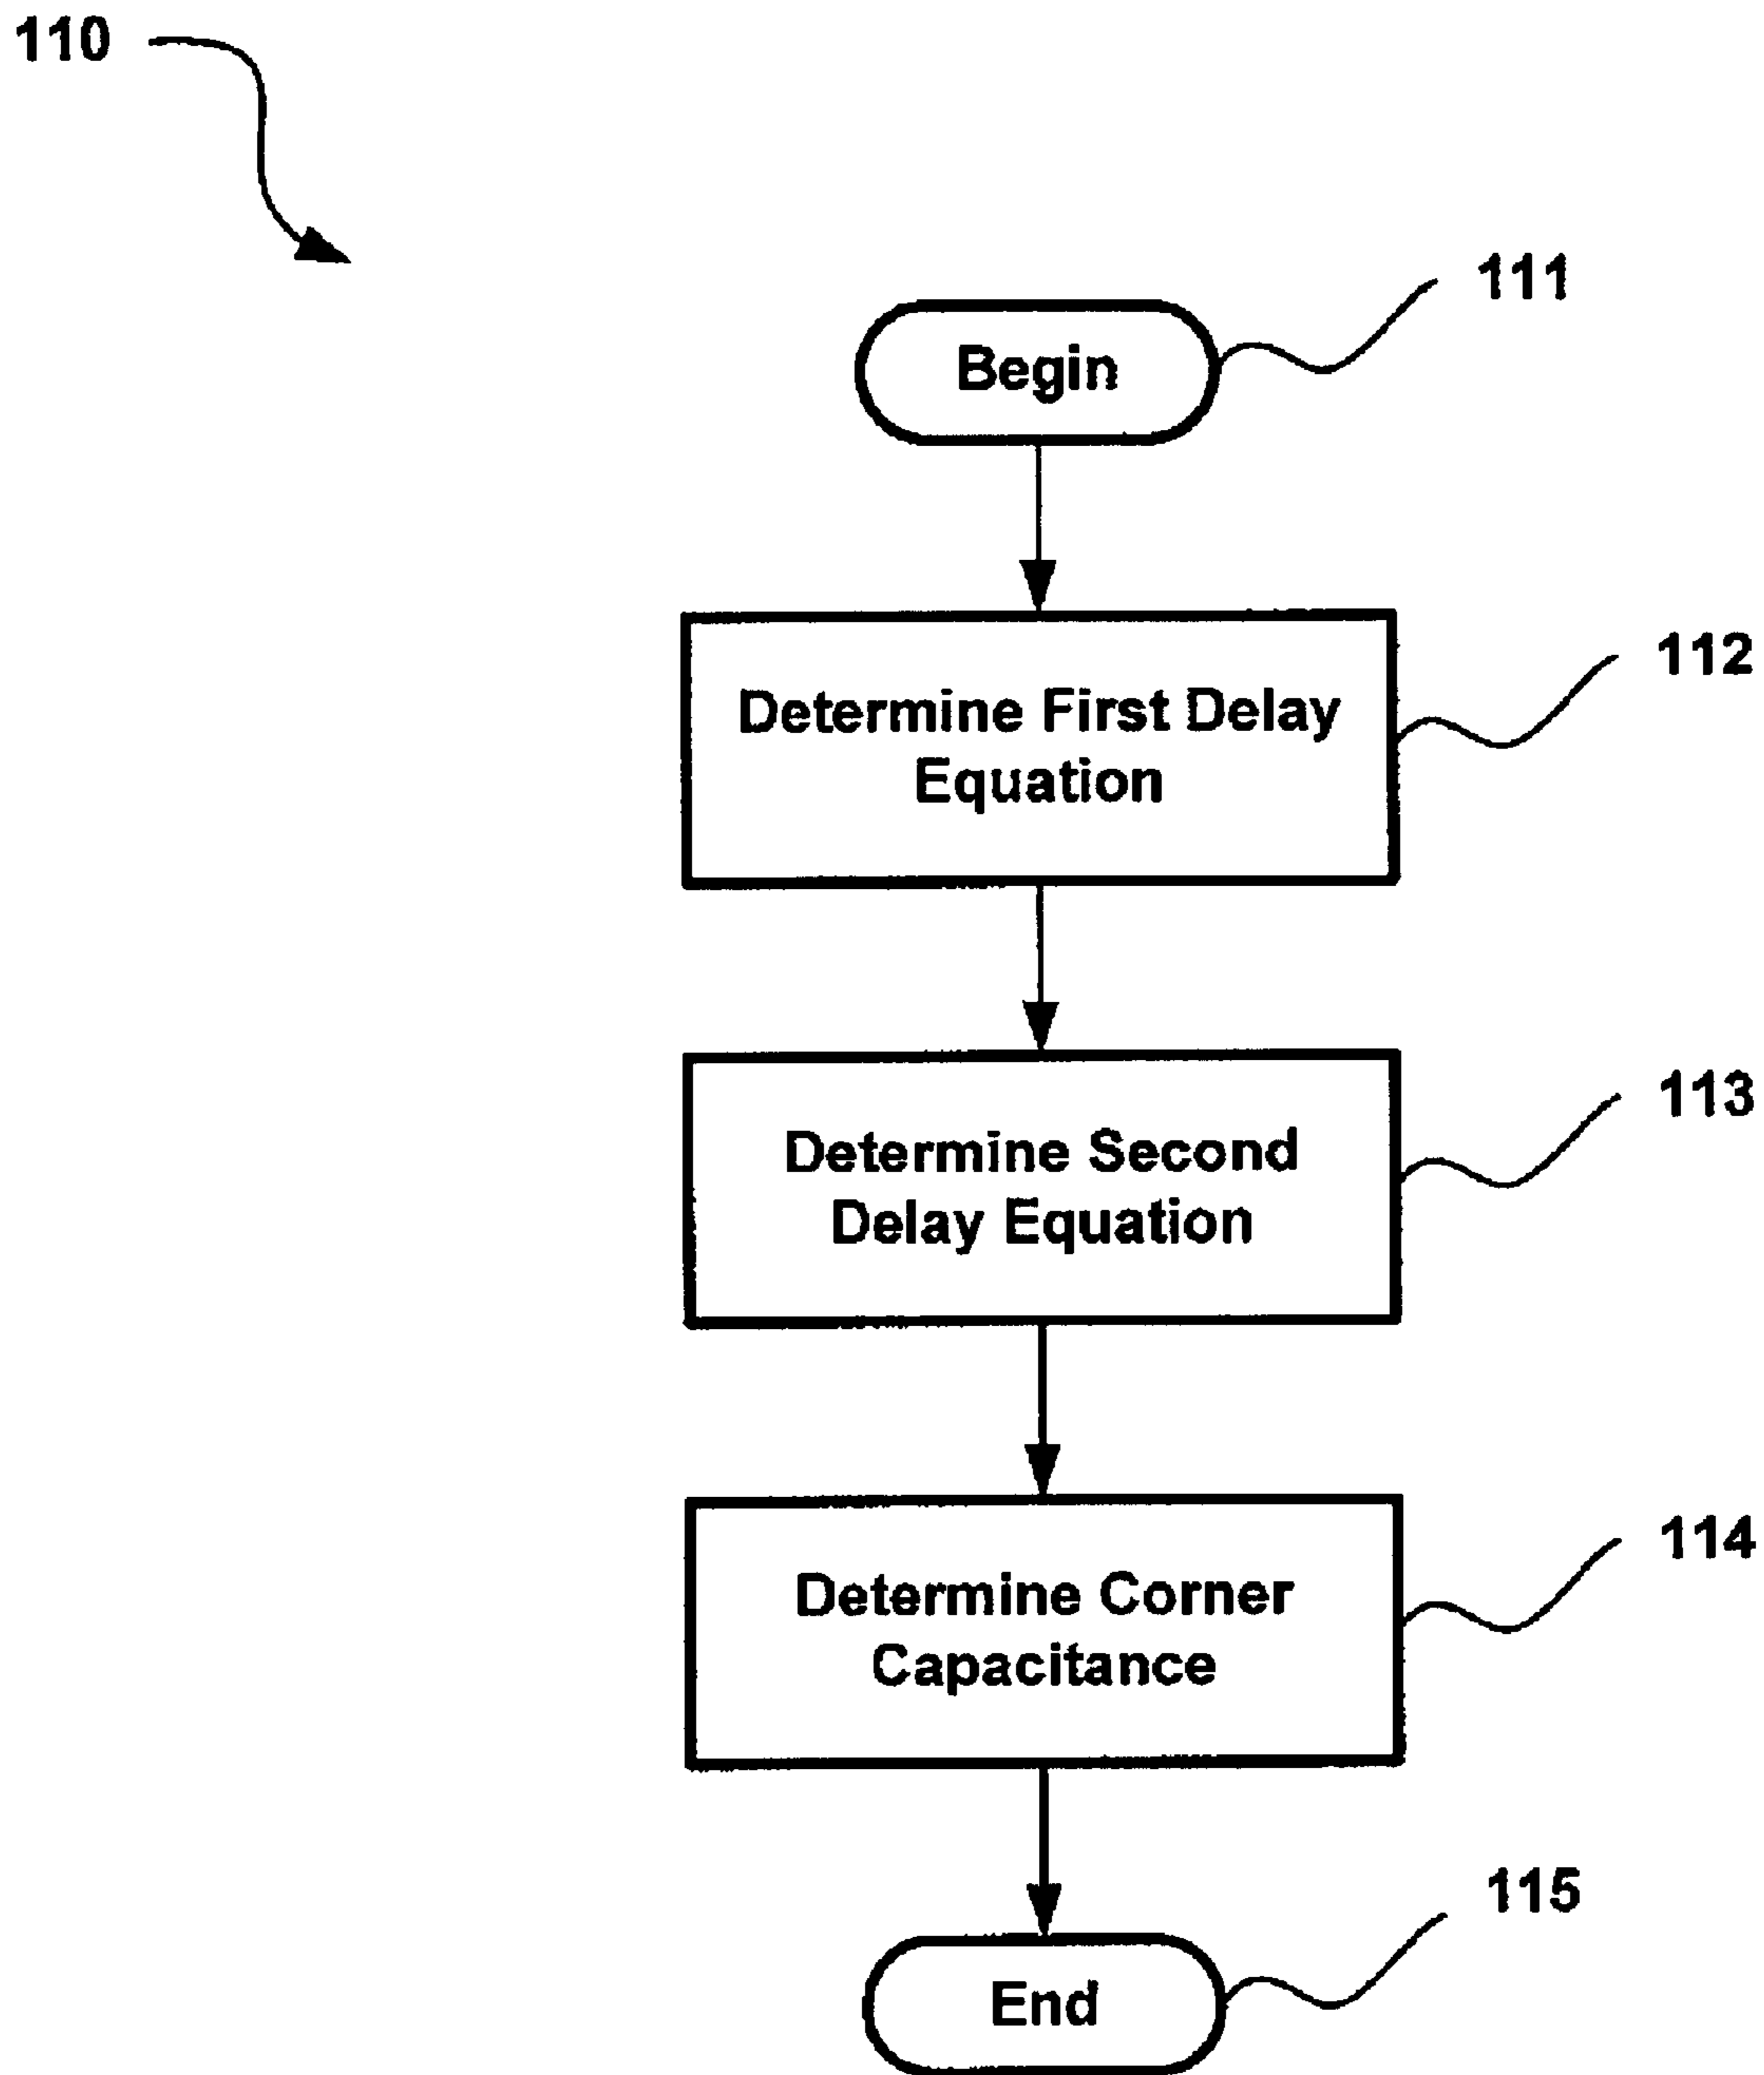 110
111
Begin
112
Determine First Delay
Equation
113
Determine Second
Delay Equation
114
Determine Corner
Capacitance
115
End